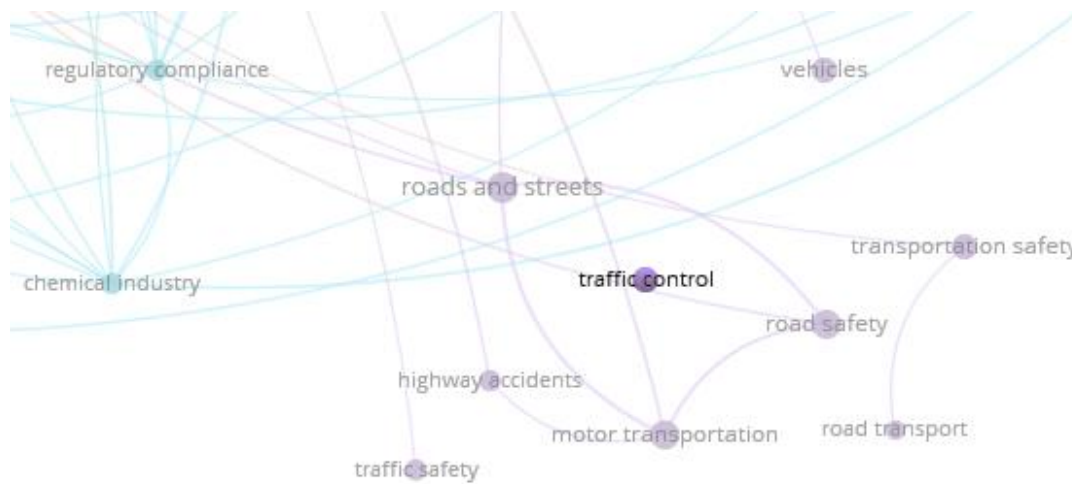 regulatory compliance
vehicles
roads and streets
transportation safety
traffic control
chemical industry
road safety
highway accidents
road transport
motor transportation
traffic safety